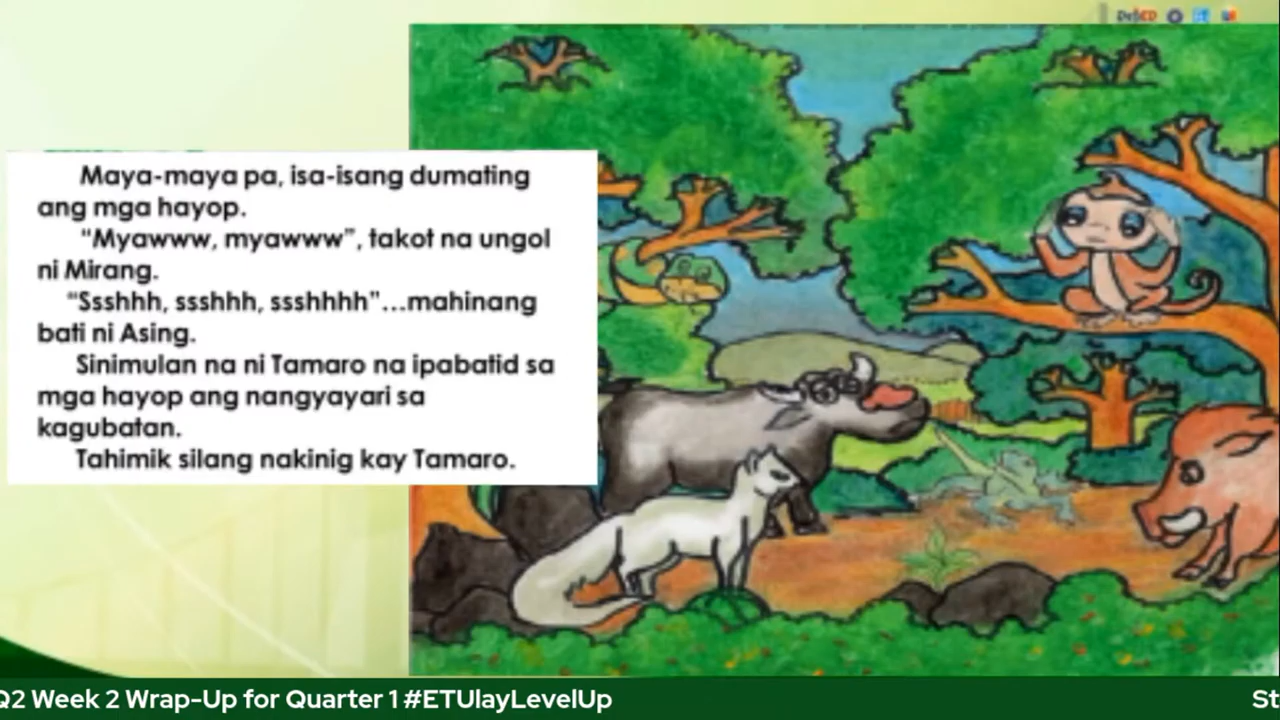 DepED
Maya-maya pa, isa-isang dumating
ang mga hayop.
“Myawww, myawww”, takot na ungol
ni Mirang.
“Ssshhh, ssshhh, sssshhhh”...mahinang
bati ni Asing.
Sinimulan na ni Tamaro na ipabatid sa
mga hayop ang nangyayari sa
kagubatan.
Tahimik silang nakinig kay Tamaro.
Q2 Week 2 Wrap-Up for Quarter 1 #ETUlayLevelUp
St